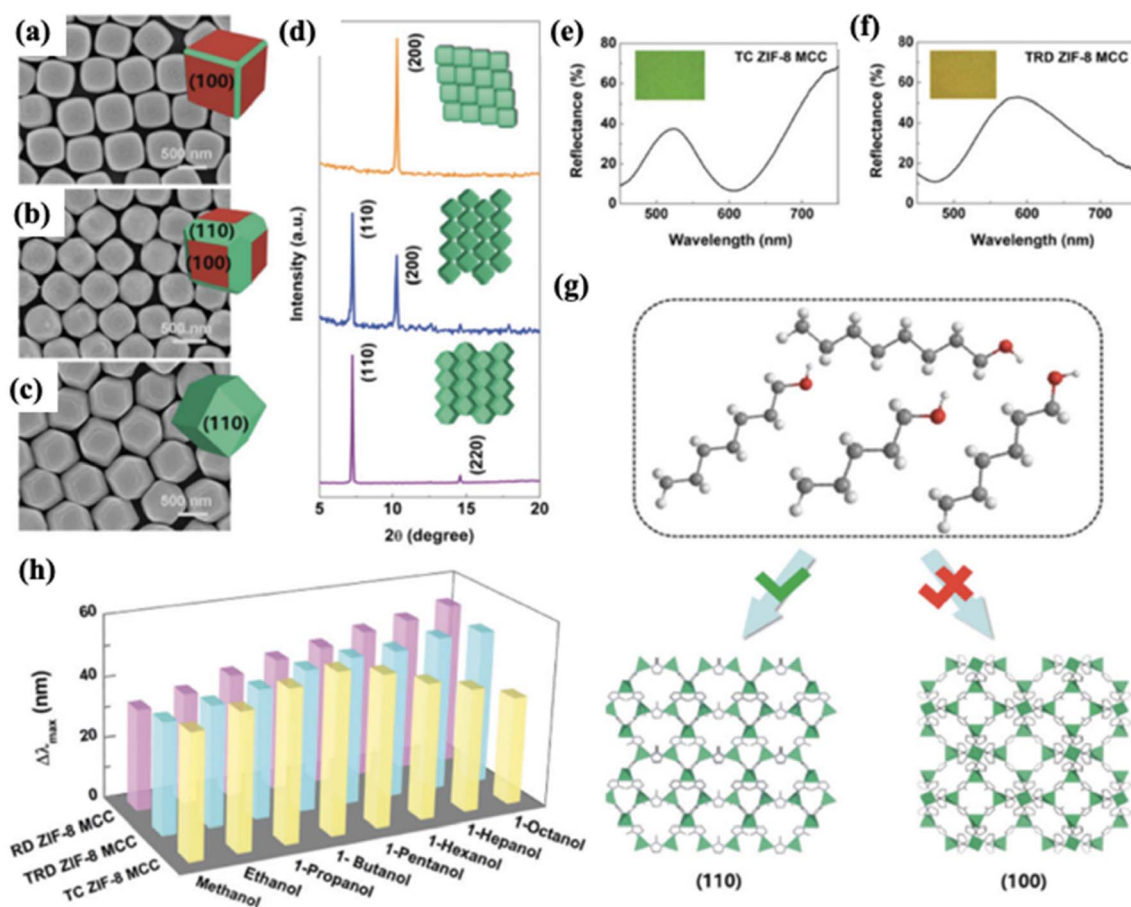 (a)
(100)
500 nm
(b)
(110)
(100)
500 nm
(c)
(110)
500 nm
(d)
(200)
(110)
(200)
(110)
(220)
Intensity (a.u.)
5 10 15 20
2θ (degree)
(e)
TC ZIF-8 MCC
Reflectance (%)
80
60
40
20
0
500 600 700
Wavelength (nm)
(f)
TRD ZIF-8 MCC
Reflectance (%)
80
60
40
20
0
500 600 700
Wavelength (nm)
(g)
(110)
(100)
(h)
60
40
20
0
Δλmax (nm)
RD ZIF-8 MCC
TRD ZIF-8 MCC
TC ZIF-8 MCC
Methanol
Ethanol
1-Propanol
1- Butanol
1-Pentanol
1-Hexanol
1-Hepanol
1-Octanol